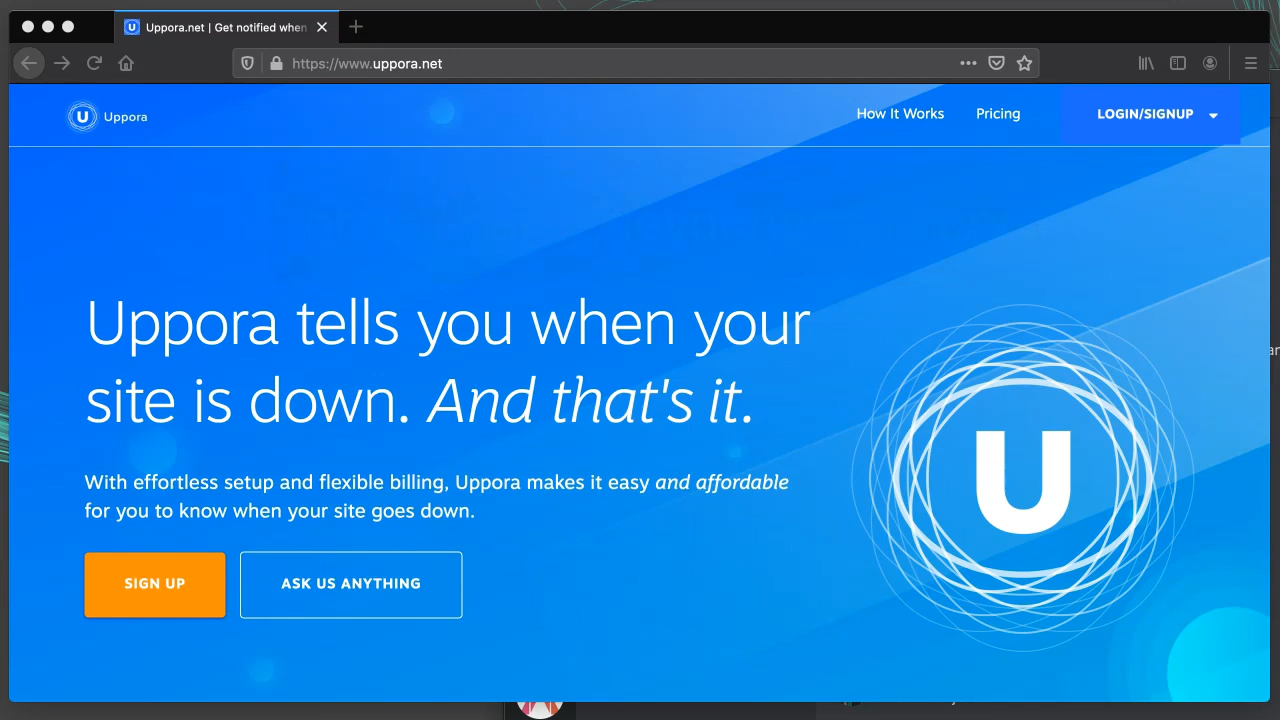 Uppora.net | Get notified when
https://www.uppora.net
U Uppora
How It Works
Pricing
LOGIN/SIGNUP
Uppora tells you when your
site is down. And that's it.
With effortless setup and flexible billing, Uppora makes it easy and affordable
for you to know when your site goes down.
SIGN UP
ASK US ANYTHING
U